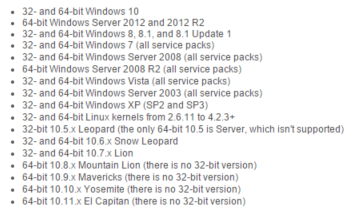 • 32- and 64-bit Windows 10
• 64-bit Windows Server 2012 and 2012 R2
• 32- and 64-bit Windows 8, 8.1, and 8.1 Update 1
• 32- and 64-bit Windows 7 (all service packs)
• 32- and 64-bit Windows Server 2008 (all service packs)
• 64-bit Windows Server 2008 R2 (all service packs)
• 32- and 64-bit Windows Vista (all service packs)
• 32- and 64-bit Windows Server 2003 (all service packs)
• 32- and 64-bit Windows XP (SP2 and SP3)
• 32- and 64-bit Linux kernels from 2.6.11 to 4.2.3+
• 32-bit 10.5.x Leopard (the only 64-bit 10.5 is Server, which isn't supported)
• 32- and 64-bit 10.6.x Snow Leopard
• 32- and 64-bit 10.7.x Lion
• 64-bit 10.8.x Mountain Lion (there is no 32-bit version)
• 64-bit 10.9.x Mavericks (there is no 32-bit version)
• 64-bit 10.10.x Yosemite (there is no 32-bit version)
• 64-bit 10.11.x El Capitan (there is no 32-bit version)